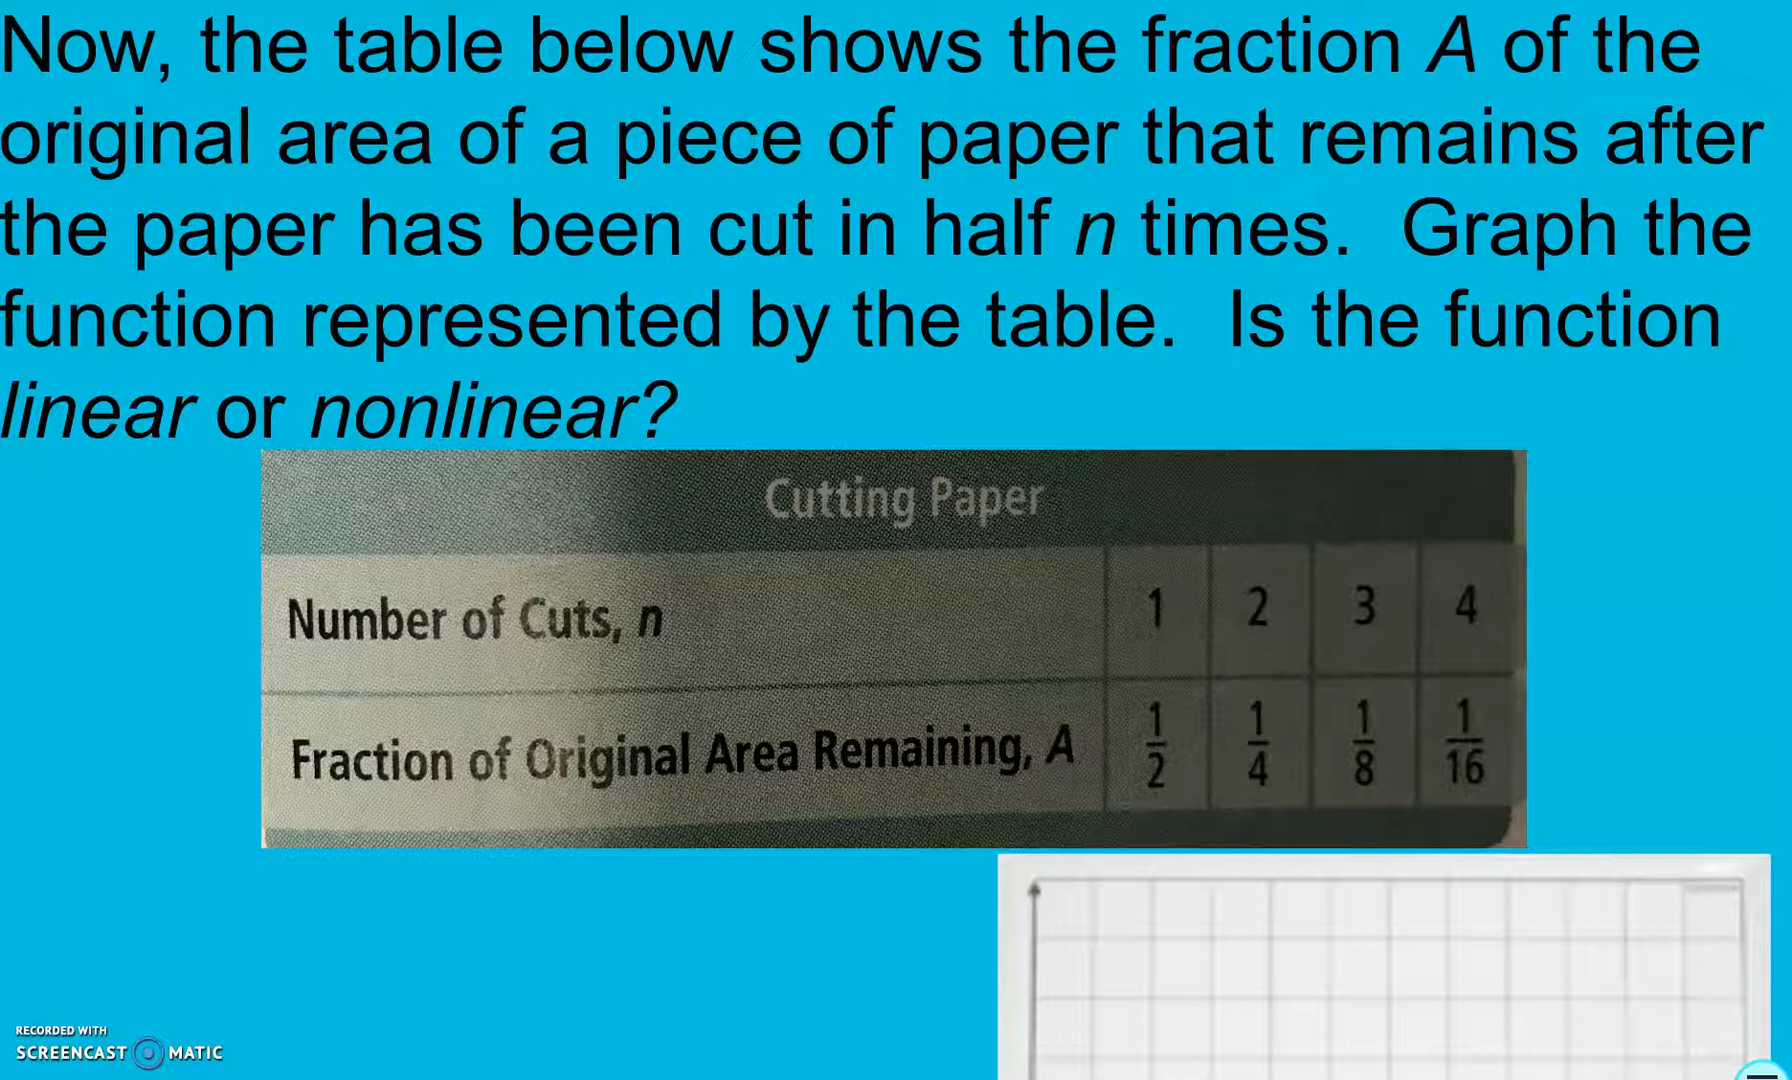 Now, the table below shows the fraction A of the
original area of a piece of paper that remains after
the paper has been cut in half n times. Graph the
function represented by the table. Is the function
linear or nonlinear?
Cutting Paper
Number of Cuts, n 1 2 3 4
Fraction of Original Area Remaining, A 1/2 1/4 1/8 1/16
RECORDED WITH
SCREENCAST MATIC